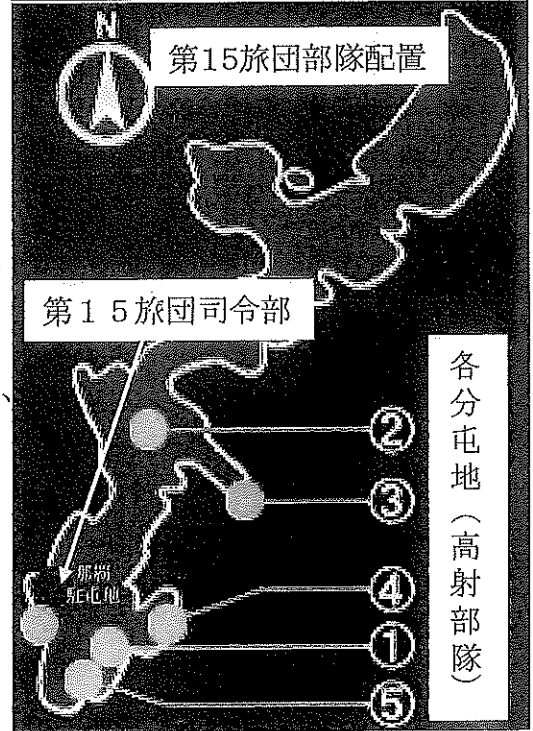 N
第15旅団部隊配置
第１５旅団司令部
各分屯地（高射部隊）
②
③
那覇
駐屯地
④
①
⑤
、